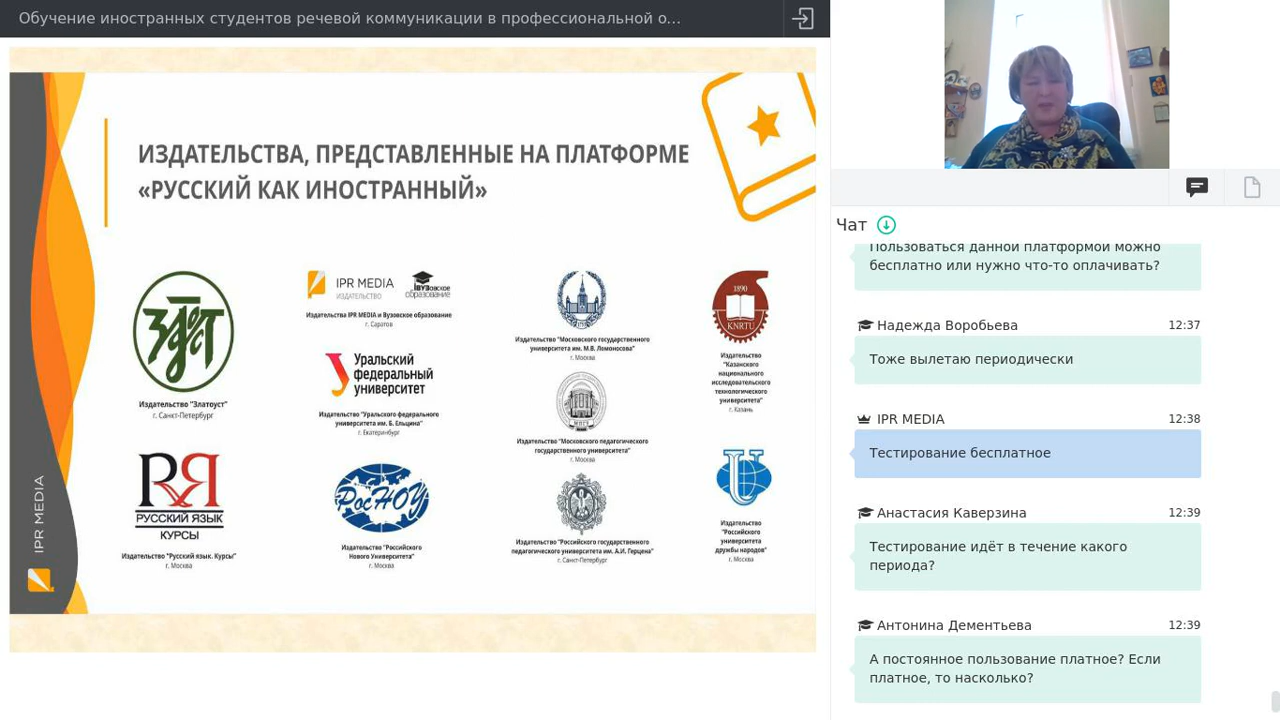 Обучение иностранных студентов речевой коммуникации в профессиональной о...
ИЗДАТЕЛЬСТВА, ПРЕДСТАВЛЕННЫЕ НА ПЛАТФОРМЕ
«РУССКИЙ КАК ИНОСТРАННЫЙ»
Издательство "Златоуст"
г. Санкт-Петербург
РУССКИЙ ЯЗЫК
КУРСЫ
Издательство "Русский язык. Курсы"
г. Москва
IPR MEDIA
ИЗДАТЕЛЬСТВО
Вузовское
образование
Издательства IPR MEDIA и Вузовское образование
г. Саратов
Уральский
федеральный
университет
Издательство "Уральского федерального
университета им. Б. Ельцина"
г. Екатеринбург
РосНОУ
Издательство "Российского
Нового Университета"
г. Москва
Издательство "Московского государственного
университета им. М.В. Ломоносова"
г. Москва
Издательство "Московского педагогического
государственного университета"
г. Москва
Издательство "Российского государственного
педагогического университета им. А.И. Герцена"
г. Санкт-Петербург
1890
KNRTU
Издательство
"Казанского
национального
исследовательского
технологического
университета"
г. Казань
Издательство
"Российского
университета
дружбы народов"
г. Москва
IPR MEDIA
Чат
Пользоваться данной платформой можно
бесплатно или нужно что-то оплачивать?
Надежда Воробьева 12:37
Тоже вылетаю периодически
IPR MEDIA 12:38
Тестирование бесплатное
Анастасия Каверзина 12:39
Тестирование идёт в течение какого
периода?
Антонина Дементьева 12:39
А постоянное пользование платное? Если
платное, то насколько?